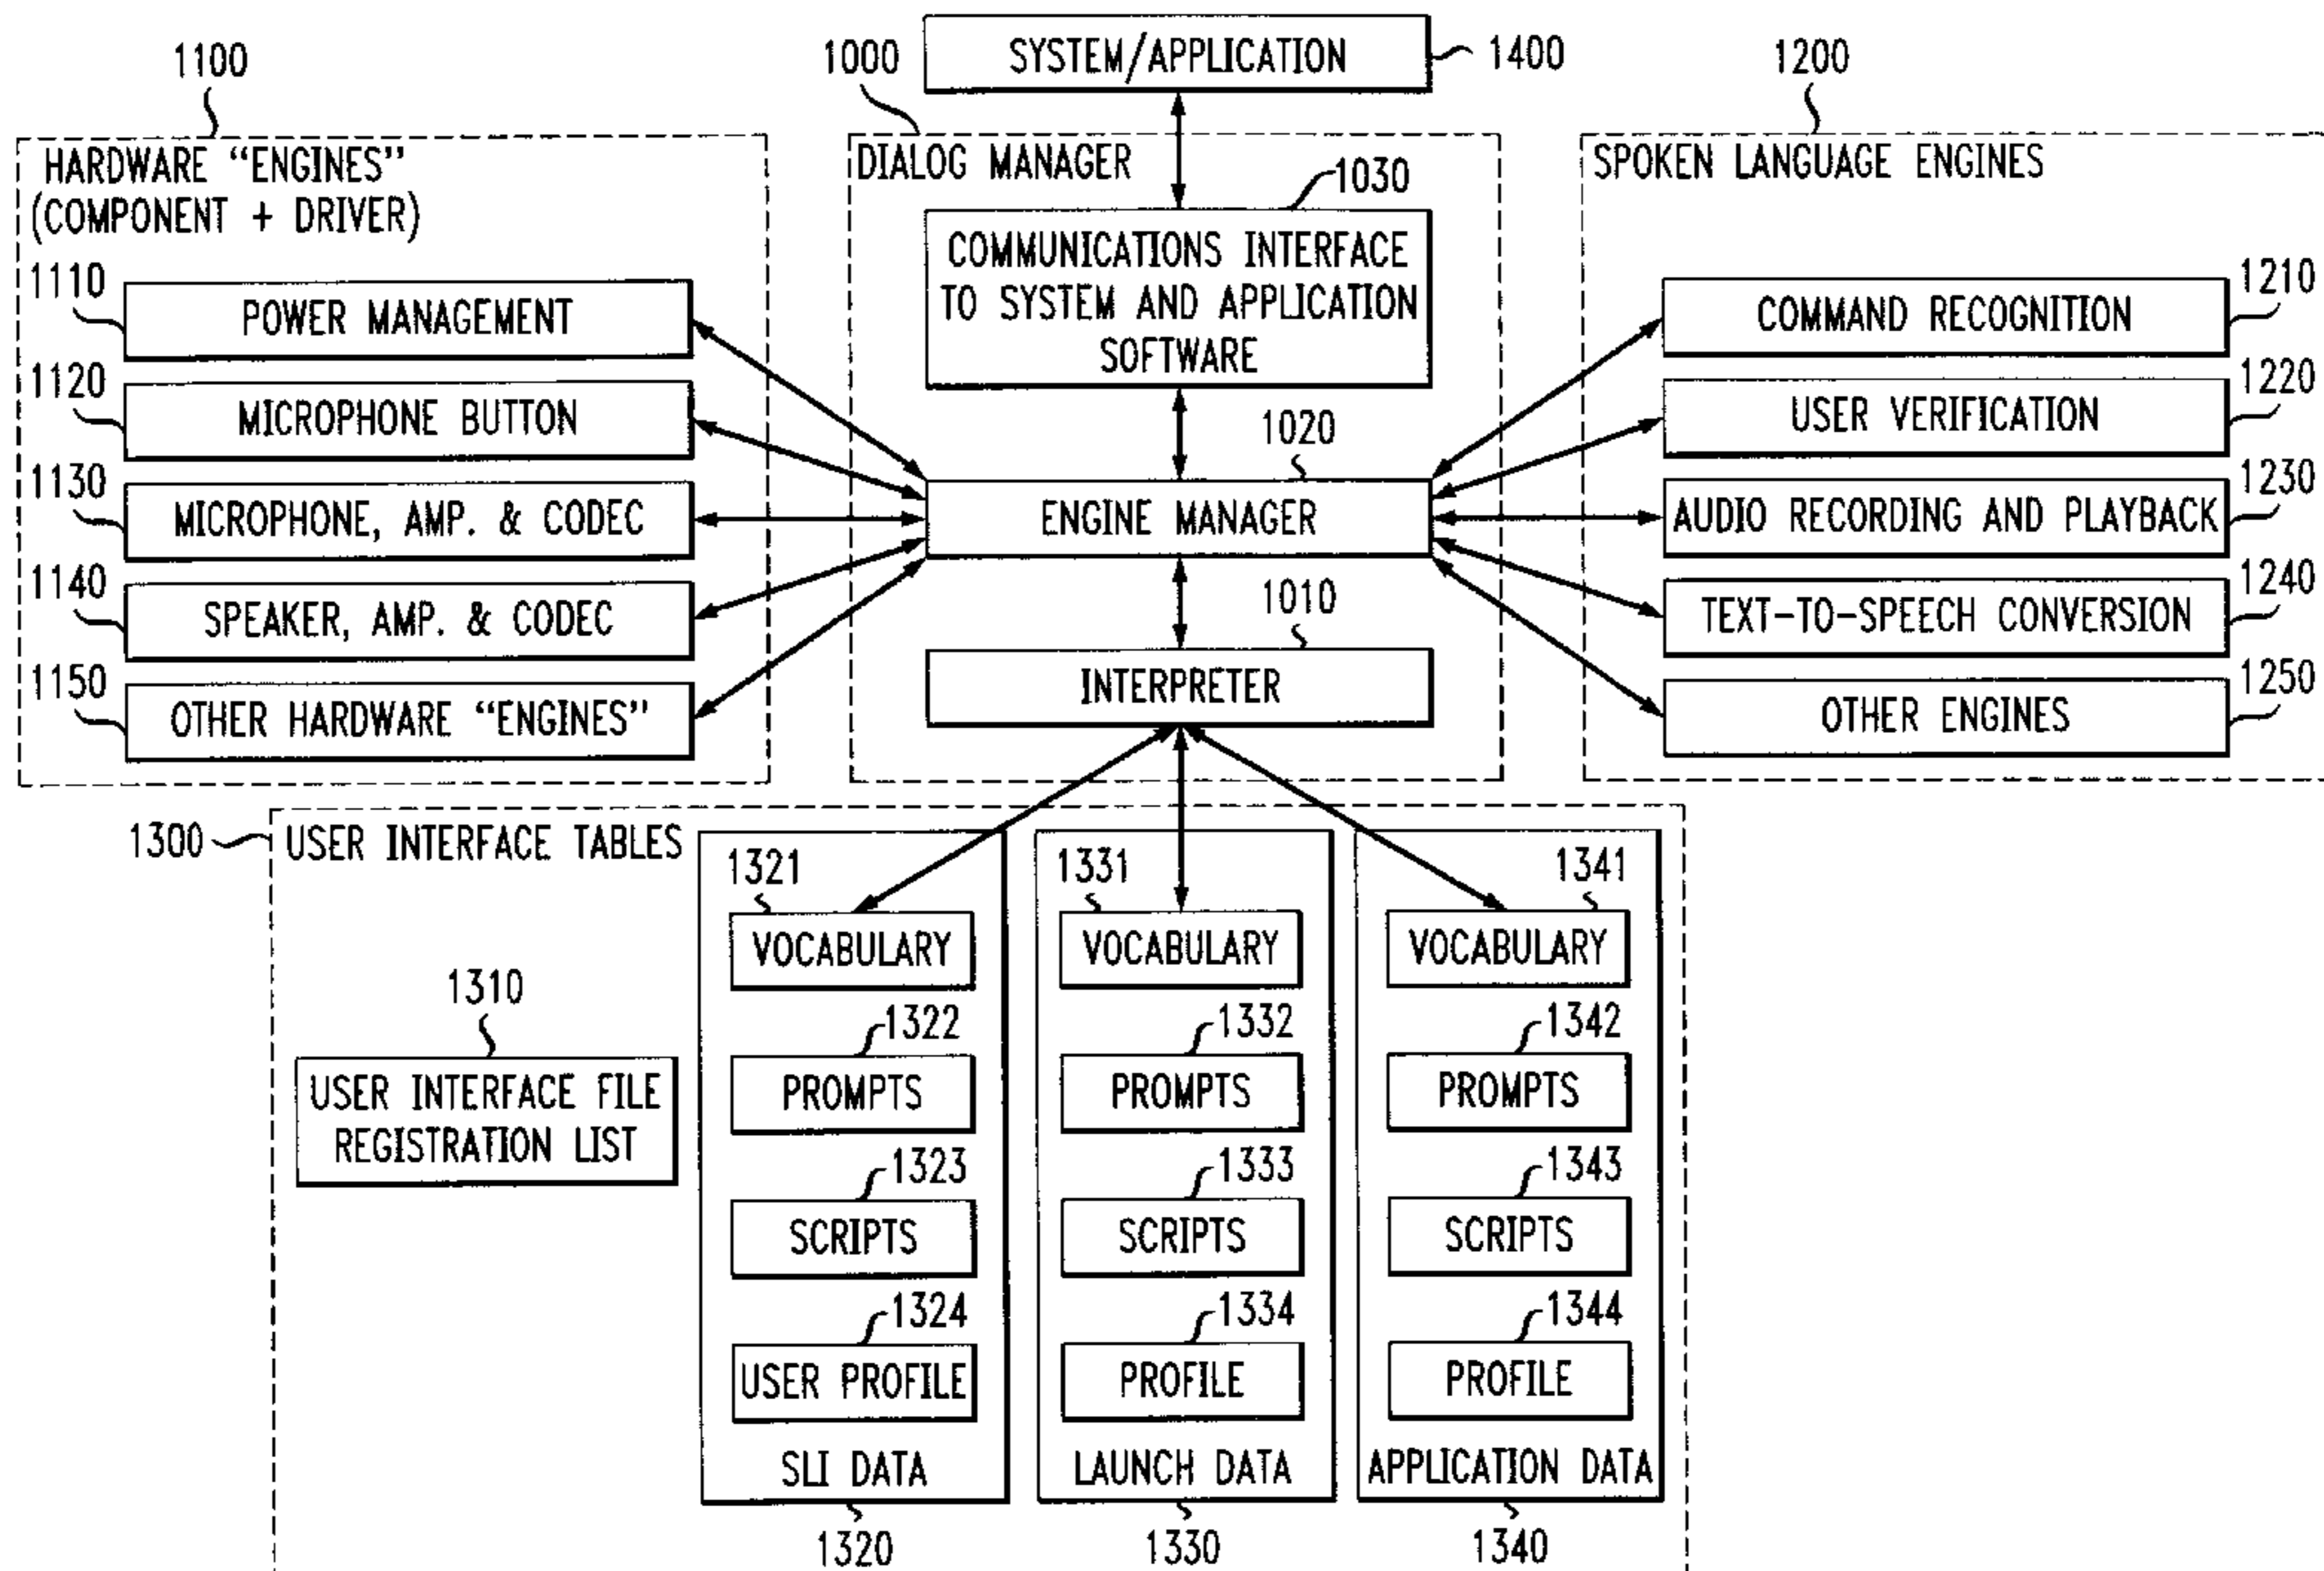 1100
1000
SYSTEM/APPLICATION
1400
1200
HARDWARE “ENGINES”
(COMPONENT + DRIVER)
1110
POWER MANAGEMENT
1120
MICROPHONE BUTTON
1130
MICROPHONE, AMP. & CODEC
1140
SPEAKER, AMP. & CODEC
1150
OTHER HARDWARE “ENGINES”
DIALOG MANAGER
1030
COMMUNICATIONS INTERFACE
TO SYSTEM AND APPLICATION
SOFTWARE
1020
ENGINE MANAGER
1010
INTERPRETER
SPOKEN LANGUAGE ENGINES
1210
COMMAND RECOGNITION
1220
USER VERIFICATION
1230
AUDIO RECORDING AND PLAYBACK
1240
TEXT-TO-SPEECH CONVERSION
1250
OTHER ENGINES
1300
USER INTERFACE TABLES
1310
USER INTERFACE FILE
REGISTRATION LIST
1321
VOCABULARY
1322
PROMPTS
1323
SCRIPTS
1324
USER PROFILE
SLI DATA
1320
1331
VOCABULARY
1332
PROMPTS
1333
SCRIPTS
1334
PROFILE
LAUNCH DATA
1330
1341
VOCABULARY
1342
PROMPTS
1343
SCRIPTS
1344
PROFILE
APPLICATION DATA
1340